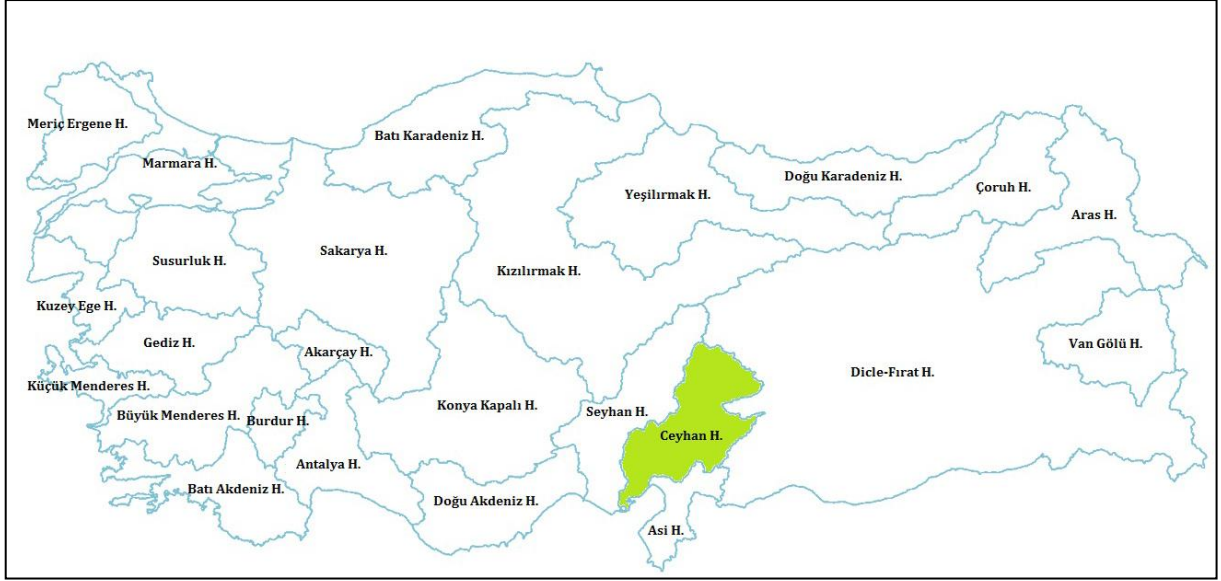 Meriç Ergene H.
Batı Karadeniz H.
Marmara H.
Doğu Karadeniz H.
Yeşilırmak H.
Çoruh H.
Aras H.
Sakarya H.
Susurluk H.
Kızılırmak H.
Kuzey Ege H.
Gediz H.
Van Gölü H.
Akarçay H.
Dicle-Fırat H.
Küçük Menderes H.
Konya Kapalı H.
Seyhan H.
Büyük Menderes H.
Burdur H.
Ceyhan H.
Antalya H.
Batı Akdeniz H.
Doğu Akdeniz H.
Asi H.